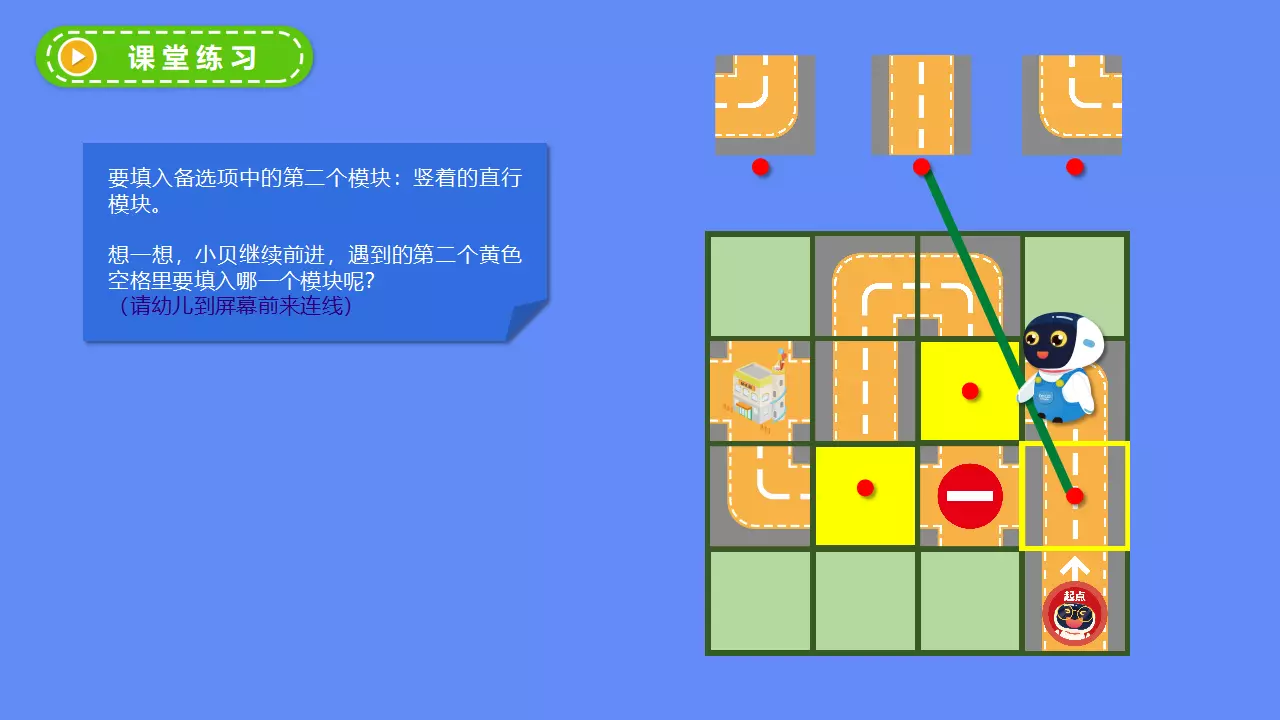 课堂练习
要填入备选项中的第二个模块：竖着的直行
模块。
想一想，小贝继续前进，遇到的第二个黄色
空格里要填入哪一个模块呢？
（请幼儿到屏幕前来连线）
起点